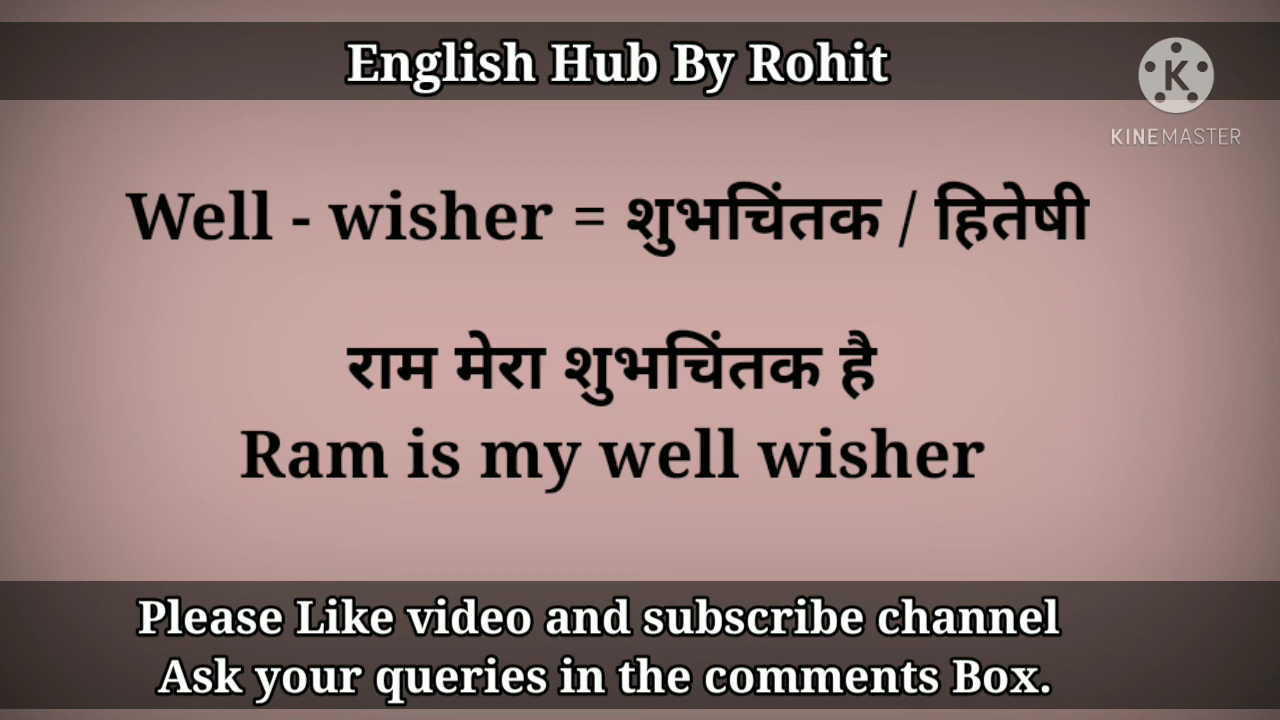 English Hub By Rohit
K
KINEMASTER
Well - wisher = शुभचिंतक / हितेषी
राम मेरा शुभचिंतक है
Ram is my well wisher
Please Like video and subscribe channel
Ask your queries in the comments Box.